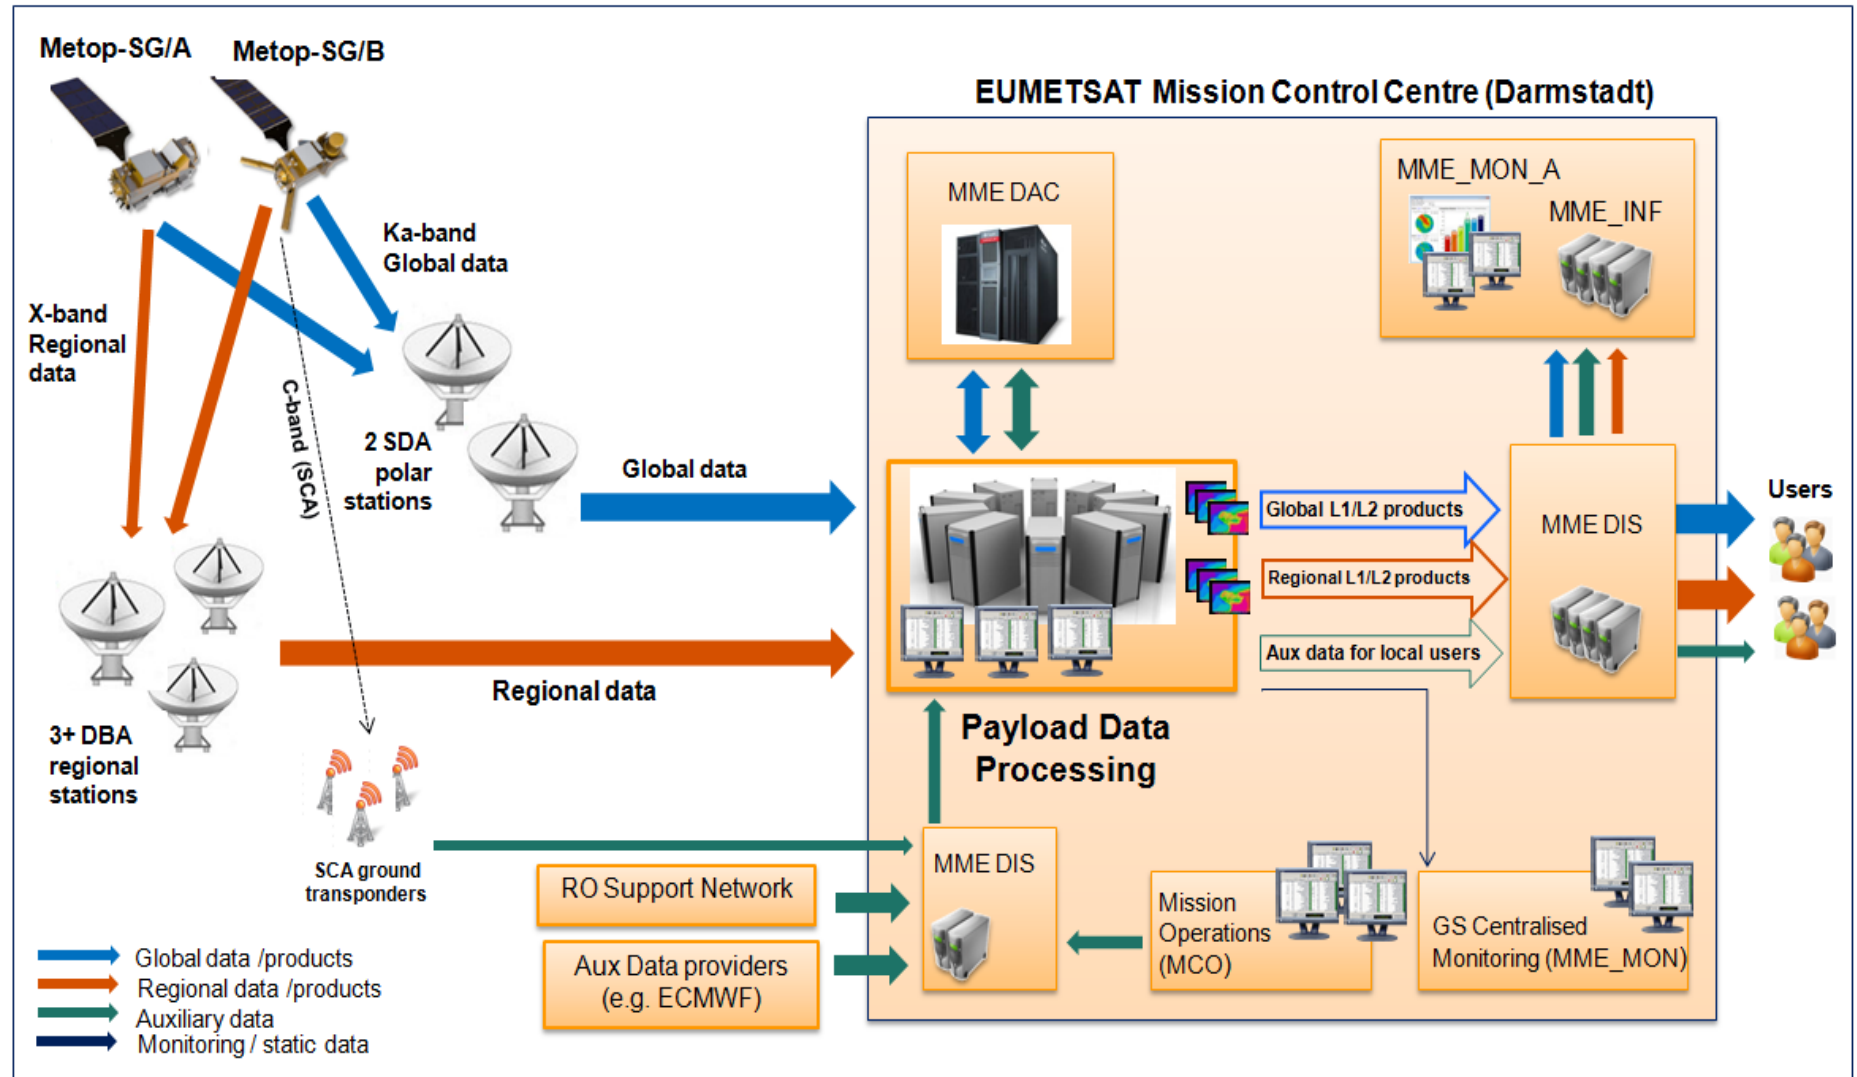 Metop-SG/A
Metop-SG/B
EUMETSAT Mission Control Centre (Darmstadt)
MME DAC
MME_MON_A
MME_INF
Ka-band
Global data
X-band
Regional
data
C-band (SCA)
2 SDA
polar
stations
Global data
Global L1/L2 products
Regional L1/L2 products
Aux data for local users
MME DIS
Users
Regional data
3+ DBA
regional
stations
Payload Data
Processing
SCA ground
transponders
RO Support Network
Aux Data providers
(e.g. ECMWF)
MME DIS
Mission
Operations
(MCO)
GS Centralised
Monitoring (MME_MON)
Global data /products
Regional data /products
Auxiliary data
Monitoring / static data